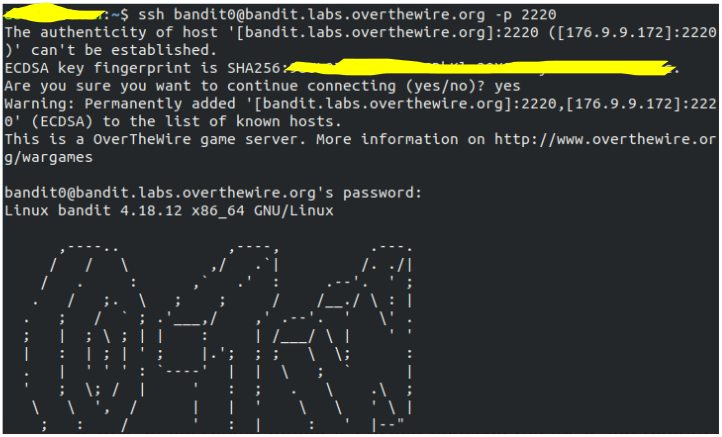 :~$ ssh bandit0@bandit.labs.overthewire.org -p 2220
The authenticity of host '[bandit.labs.overthewire.org]:2220 ([176.9.9.172]:2220
)' can't be established.
ECDSA key fingerprint is SHA256:
Are you sure you want to continue connecting (yes/no)? yes
Warning: Permanently added '[bandit.labs.overthewire.org]:2220,[176.9.9.172]:222
0' (ECDSA) to the list of known hosts.
This is a OverTheWire game server. More information on http://www.overthewire.or
g/wargames
bandit0@bandit.labs.overthewire.org's password:
Linux bandit 4.18.12 x86_64 GNU/Linux